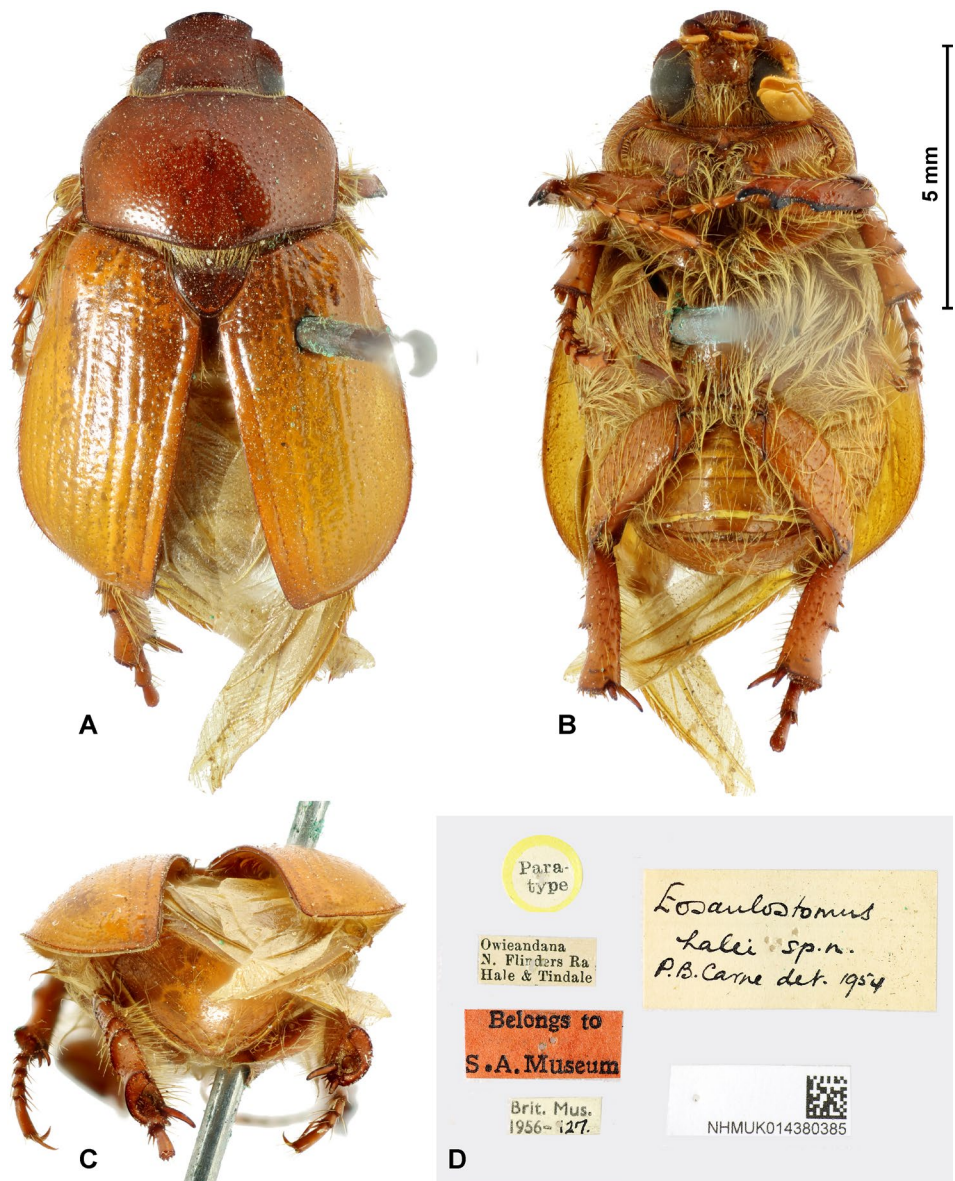 5 mm
A
B
C
D
Para-
type
Owieandana
N. Flinders Ra
Hale & Tindale
Belongs to
S.A. Museum
Brit. Mus.
1956-127.
Eosaulostomus
halei sp.n.
P.B. Carne det. 1954
NHMUK014380385